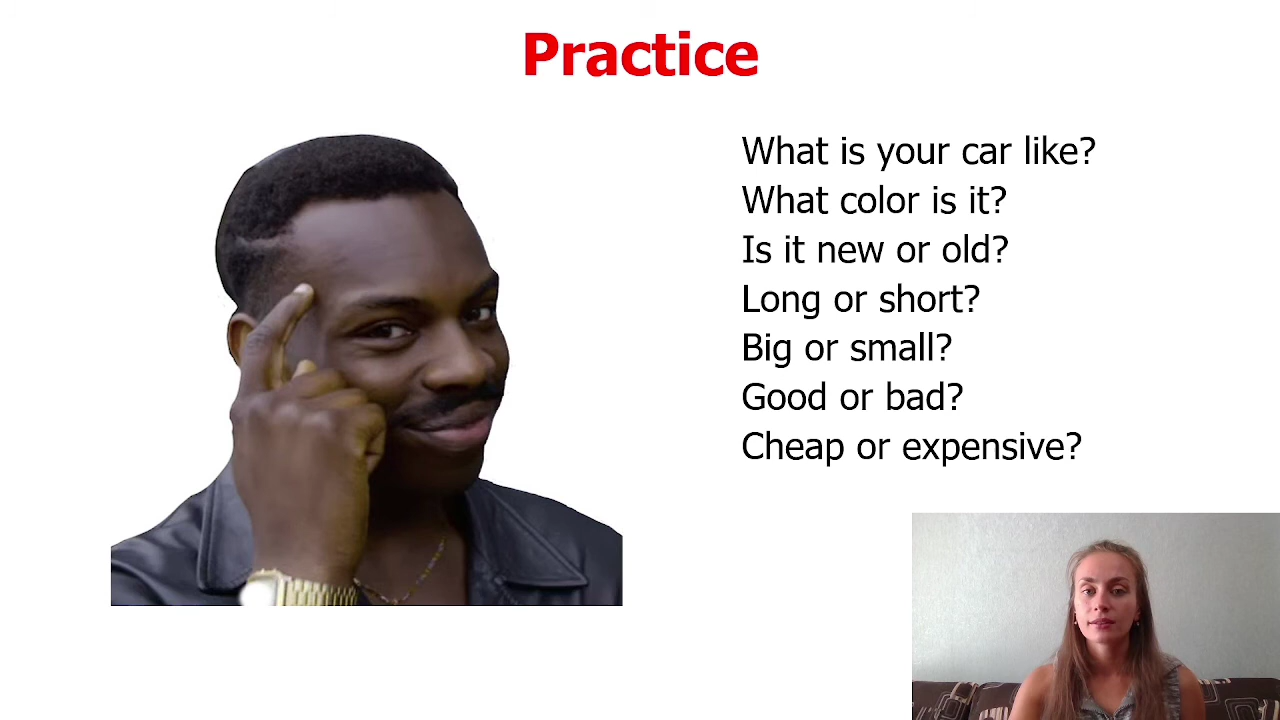 Practice
What is your car like?
What color is it?
Is it new or old?
Long or short?
Big or small?
Good or bad?
Cheap or expensive?